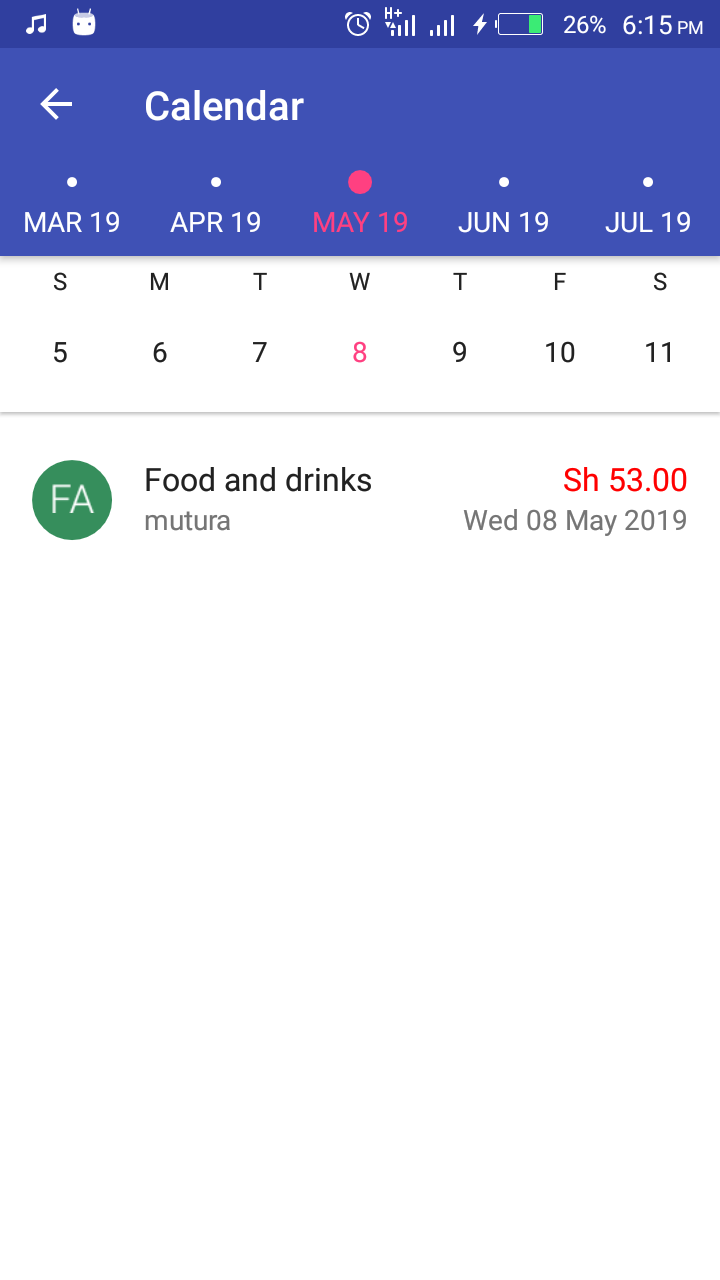 H+ 26% 6:15 PM
Calendar
MAR 19 APR 19 MAY 19 JUN 19 JUL 19
S M T W T F S
5 6 7 8 9 10 11
FA Food and drinks Sh 53.00
mutura Wed 08 May 2019